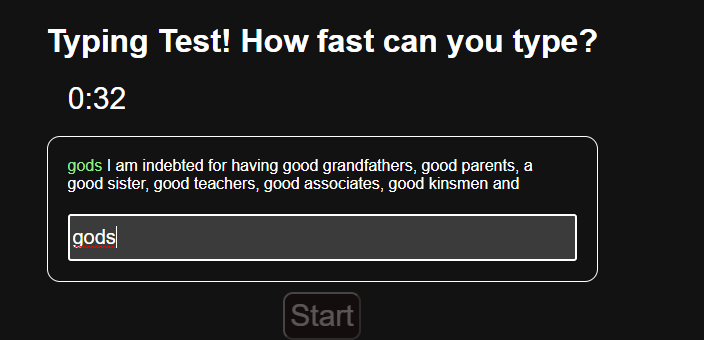 Typing Test! How fast can you type?
0:32
gods I am indebted for having good grandfathers, good parents, a
good sister, good teachers, good associates, good kinsmen and
gods
Start